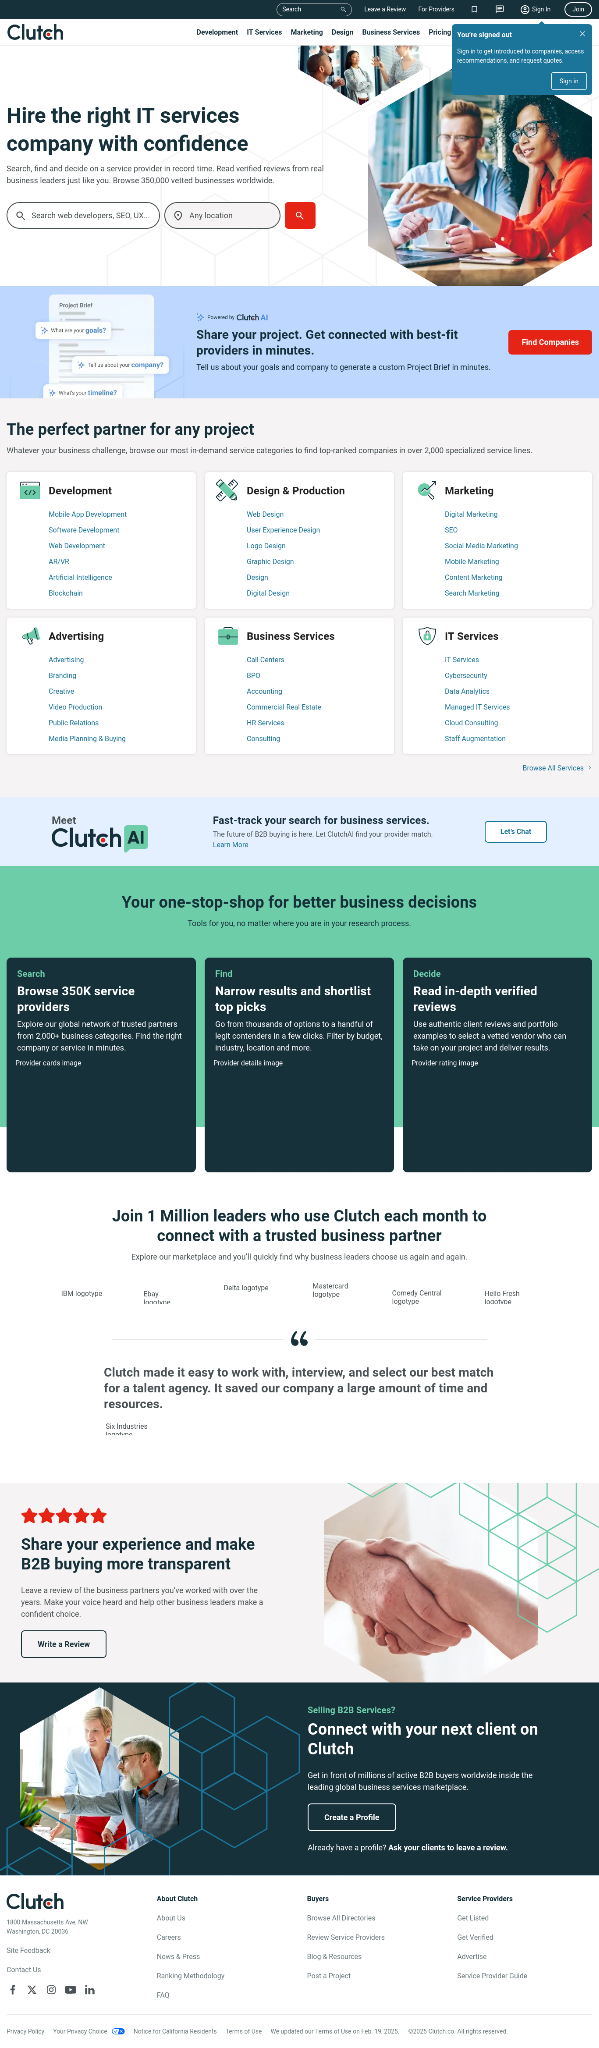 Search
Leave a Review
For Providers
Sign In
Join
Clutch
Development
IT Services
Marketing
Design
Business Services
Pricing
You're signed out
Sign in to get introduced to companies, access
recommendations, and request quotes.
Sign in
Hire the right IT services
company with confidence
Search, find and decide on a service provider in record time. Read verified reviews from real
business leaders just like you. Browse 350,000 vetted businesses worldwide.
Search web developers, SEO, UX...
Any location
Project Brief
What are your goals?
Tell us about your company?
What's your timeline?
Powered by Clutch AI
Share your project. Get connected with best-fit
providers in minutes.
Tell us about your goals and company to generate a custom Project Brief in minutes.
Find Companies
The perfect partner for any project
Whatever your business challenge, browse our most in-demand service categories to find top-ranked companies in over 2,000 specialized service lines.
Development
Mobile App Development
Software Development
Web Development
AR/VR
Artificial Intelligence
Blockchain
Design & Production
Web Design
User Experience Design
Logo Design
Graphic Design
Design
Digital Design
Marketing
Digital Marketing
SEO
Social Media Marketing
Mobile Marketing
Content Marketing
Search Marketing
Advertising
Advertising
Branding
Creative
Video Production
Public Relations
Media Planning & Buying
Business Services
Call Centers
BPO
Accounting
Commercial Real Estate
HR Services
Consulting
IT Services
IT Services
Cybersecurity
Data Analytics
Managed IT Services
Cloud Consulting
Staff Augmentation
Browse All Services
Meet
Clutch AI
Fast-track your search for business services.
The future of B2B buying is here. Let ClutchAI find your provider match.
Learn More
Let's Chat
Your one-stop-shop for better business decisions
Tools for you, no matter where you are in your research process.
Search
Browse 350K service
providers
Explore our global network of trusted partners
from 2,000+ business categories. Find the right
company or service in minutes.
Provider cards image
Find
Narrow results and shortlist
top picks
Go from thousands of options to a handful of
legit contenders in a few clicks. Filter by budget,
industry, location and more.
Provider details image
Decide
Read in-depth verified
reviews
Use authentic client reviews and portfolio
examples to select a vetted vendor who can
take on your project and deliver results.
Provider rating image
Join 1 Million leaders who use Clutch each month to
connect with a trusted business partner
Explore our marketplace and you'll quickly find why business leaders choose us again and again.
IBM logotype
Ebay
logotype
Delta logotype
Mastercard
logotype
Comedy Central
logotype
Hello Fresh
logotype
Clutch made it easy to work with, interview, and select our best match
for a talent agency. It saved our company a large amount of time and
resources.
Six Industries
logotype
Share your experience and make
B2B buying more transparent
Leave a review of the business partners you've worked with over the
years. Make your voice heard and help other business leaders make a
confident choice.
Write a Review
Selling B2B Services?
Connect with your next client on
Clutch
Get in front of millions of active B2B buyers worldwide inside the
leading global business services marketplace.
Create a Profile
Already have a profile? Ask your clients to leave a review.
Clutch
1800 Massachusetts Ave, NW
Washington, DC 20036
Site Feedback
Contact Us
About Clutch
About Us
Careers
News & Press
Ranking Methodology
FAQ
Buyers
Browse All Directories
Review Service Providers
Blog & Resources
Post a Project
Service Providers
Get Listed
Get Verified
Advertise
Service Provider Guide
Privacy Policy
Your Privacy Choice
Notice for California Residents
Terms of Use
We updated our Terms of Use on Feb. 19, 2025.
©2025 Clutch.co. All rights reserved.